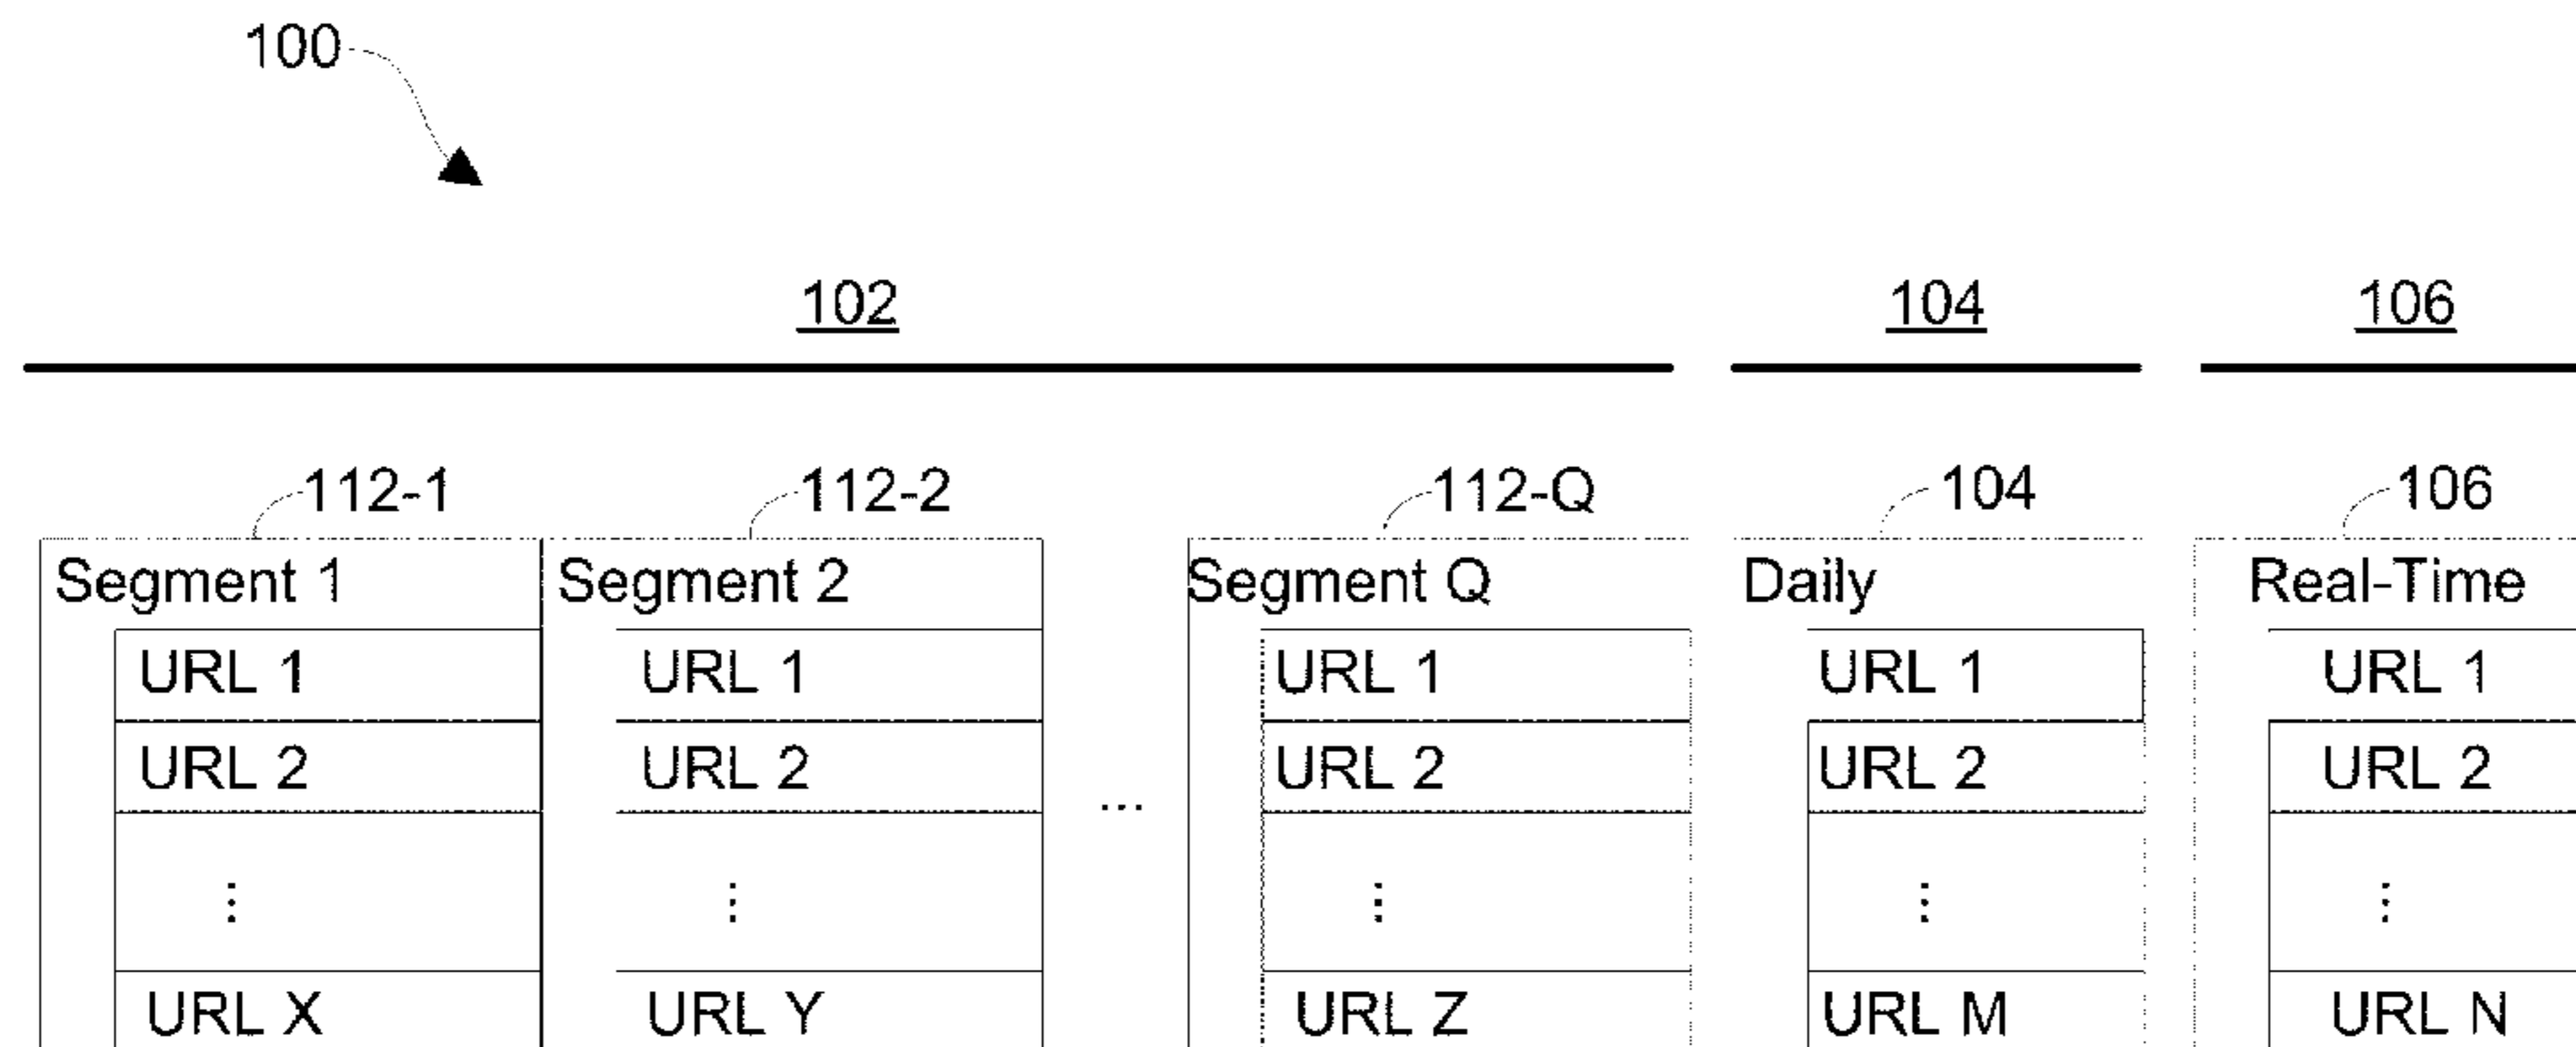 100
102 104 106
112-1 112-2 112-Q 104 106
Segment 1 Segment 2 Segment Q Daily Real-Time
URL 1 URL 1 URL 1 URL 1 URL 1
URL 2 URL 2 ... URL 2 URL 2 URL 2
⋮ ⋮ ⋮ ⋮ ⋮
URL X URL Y URL Z URL M URL N